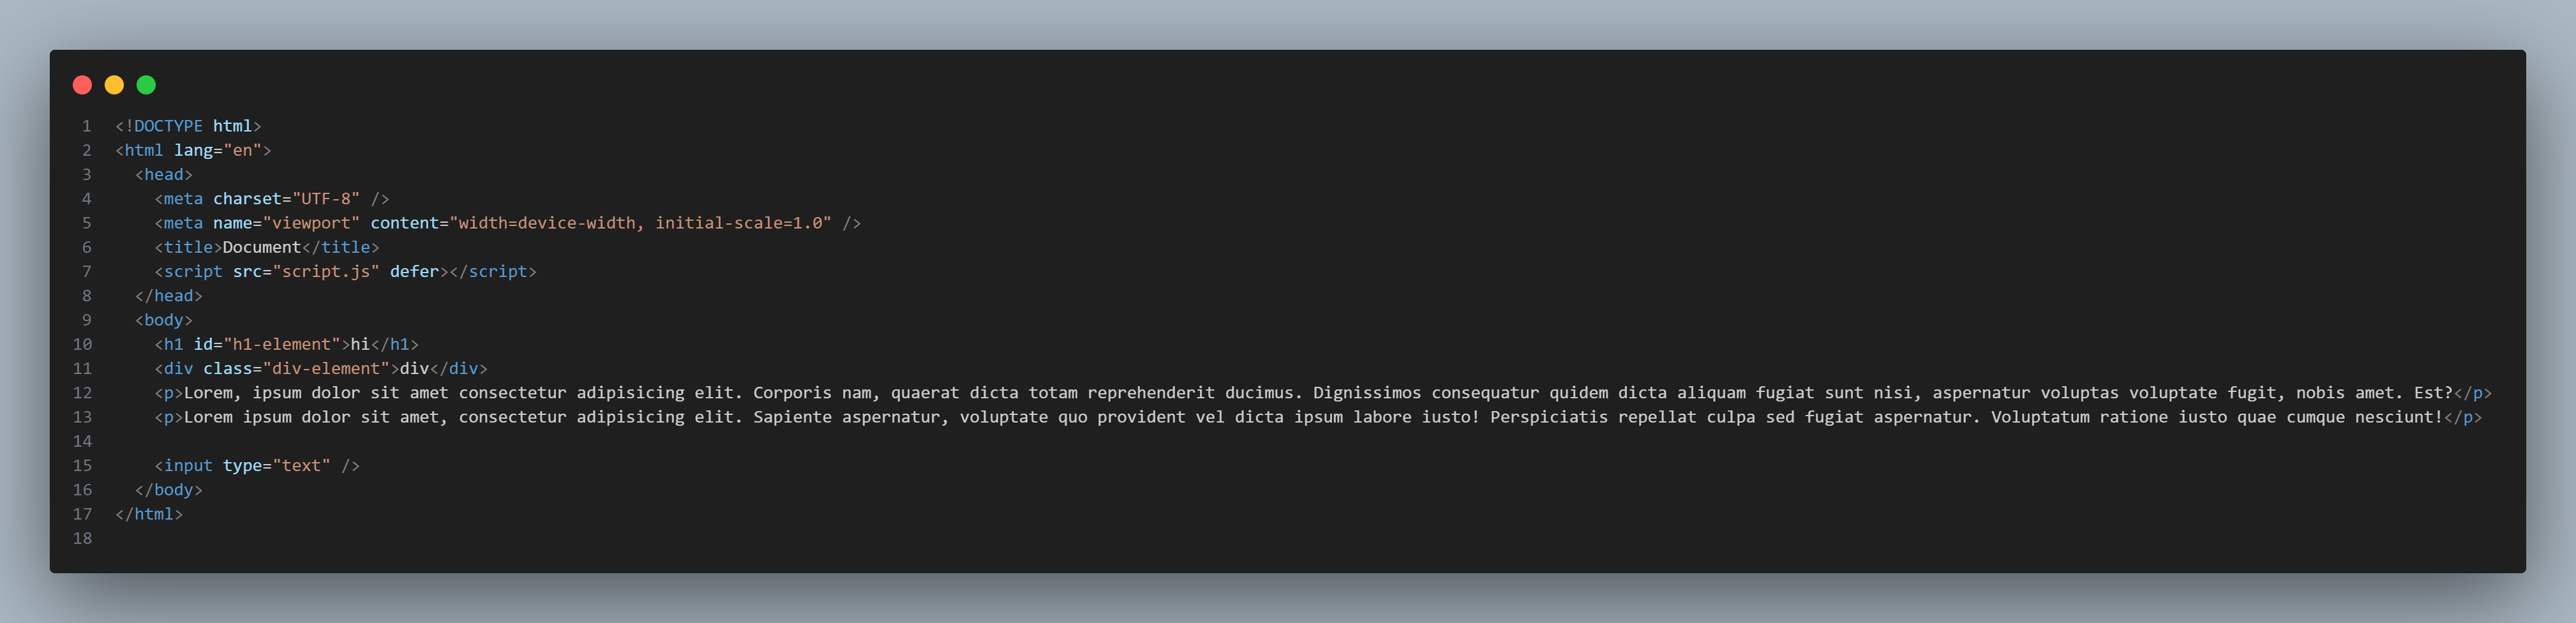 1 <!DOCTYPE html>
2 <html lang="en">
3   <head>
4     <meta charset="UTF-8" />
5     <meta name="viewport" content="width=device-width, initial-scale=1.0" />
6     <title>Document</title>
7     <script src="script.js" defer></script>
8   </head>
9   <body>
10     <h1 id="h1-element">hi</h1>
11     <div class="div-element">div</div>
12     <p>Lorem, ipsum dolor sit amet consectetur adipisicing elit. Corporis nam, quaerat dicta totam reprehenderit ducimus. Dignissimos consequatur quidem dicta aliquam fugiat sunt nisi, aspernatur voluptas voluptate fugit, nobis amet. Est?</p>
13     <p>Lorem ipsum dolor sit amet, consectetur adipisicing elit. Sapiente aspernatur, voluptate quo provident vel dicta ipsum labore iusto! Perspiciatis repellat culpa sed fugiat aspernatur. Voluptatum ratione iusto quae cumque nesciunt!</p>
14
15     <input type="text" />
16   </body>
17 </html>
18